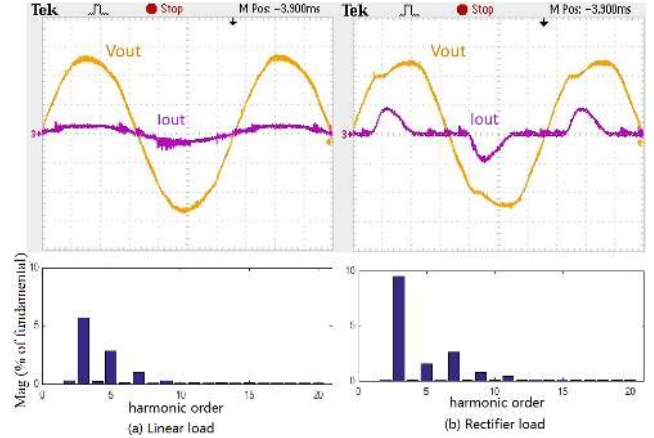 Tek Stop M Pos: -3.900ms
Vout
Iout
3
Tek Stop M Pos: -3.900ms
Vout
Iout
3
Mag (% of fundamental)
10
5
0
0 5 10 15 20
harmonic order
(a) Linear load
10
5
0
0 5 10 15 20
harmonic order
(b) Rectifier load